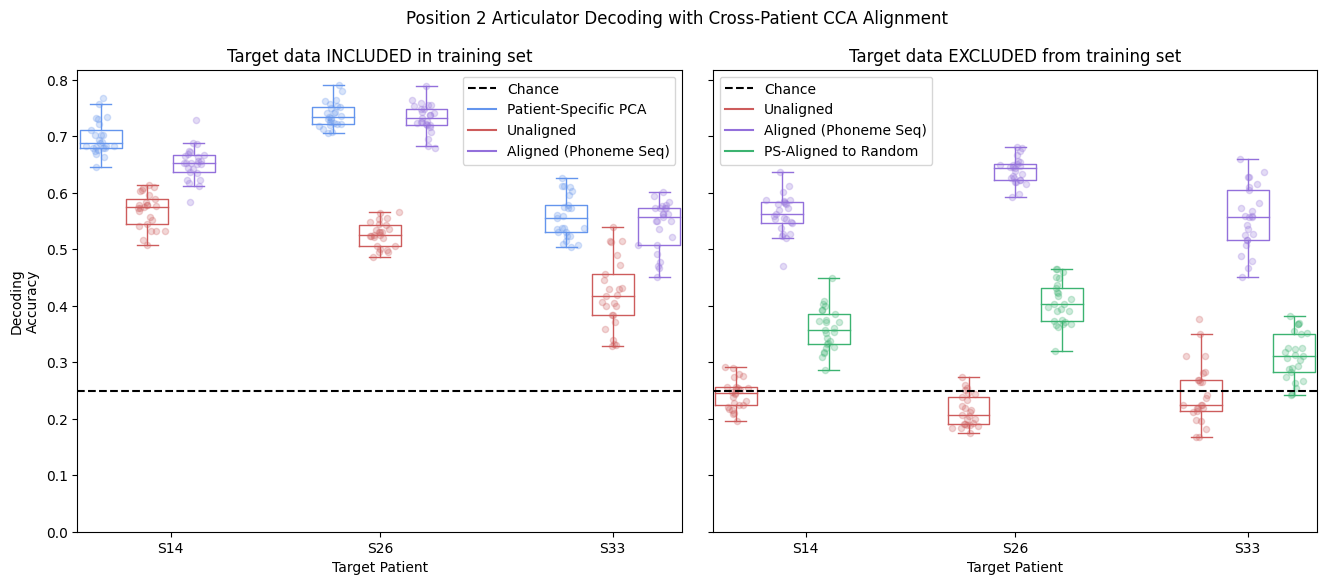 Position 2 Articulator Decoding with Cross-Patient CCA Alignment
Target data INCLUDED in training set
Decoding
Accuracy
0.8
0.7
0.6
0.5
0.4
0.3
0.2
0.1
0.0
Chance
Patient-Specific PCA
Unaligned
Aligned (Phoneme Seq)
S14
S26
S33
Target Patient
Target data EXCLUDED from training set
Chance
Unaligned
Aligned (Phoneme Seq)
PS-Aligned to Random
S14
S26
S33
Target Patient